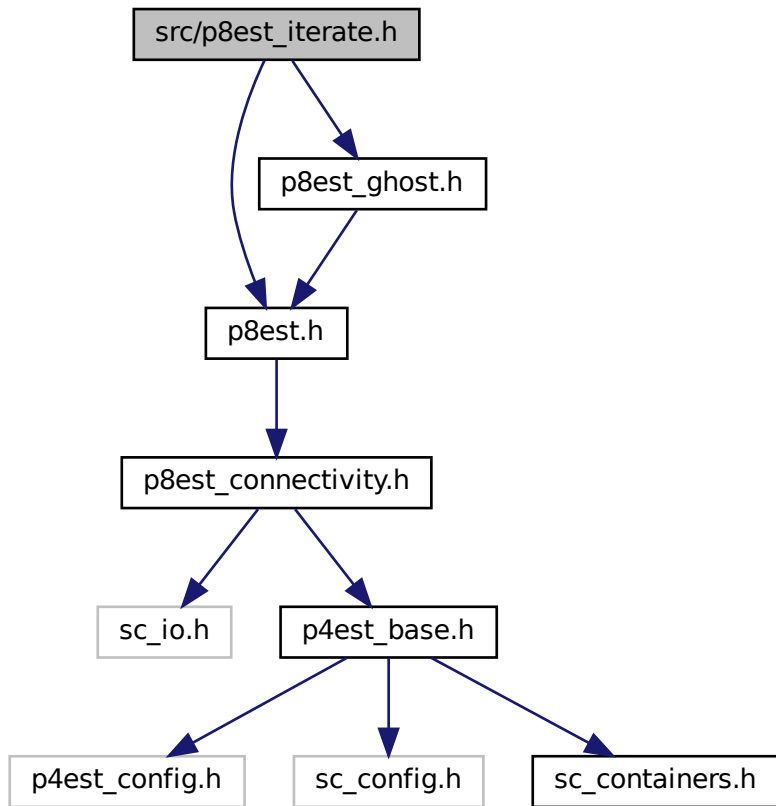 src/p8est_iterate.h
p8est_ghost.h
p8est.h
p8est_connectivity.h
sc_io.h
p4est_base.h
p4est_config.h
sc_config.h
sc_containers.h